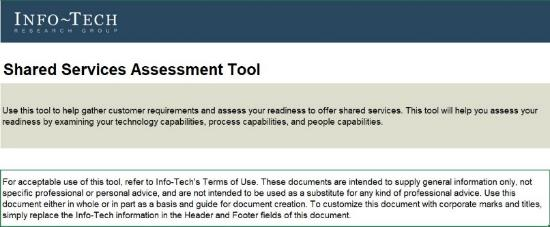 INFO~TECH
RESEARCH GROUP
Shared Services Assessment Tool
Use this tool to help gather customer requirements and assess your readiness to offer shared services. This tool will help you assess your
readiness by examining your technology capabilities, process capabilities, and people capabilities.
For acceptable use of this tool, refer to Info-Tech's Terms of Use. These documents are intended to supply general information only, not
specific professional or personal advice, and are not intended to be used as a substitute for any kind of professional advice. Use this
document either in whole or in part as a basis and guide for document creation. To customize this document with corporate marks and titles,
simply replace the Info-Tech information in the Header and Footer fields of this document.